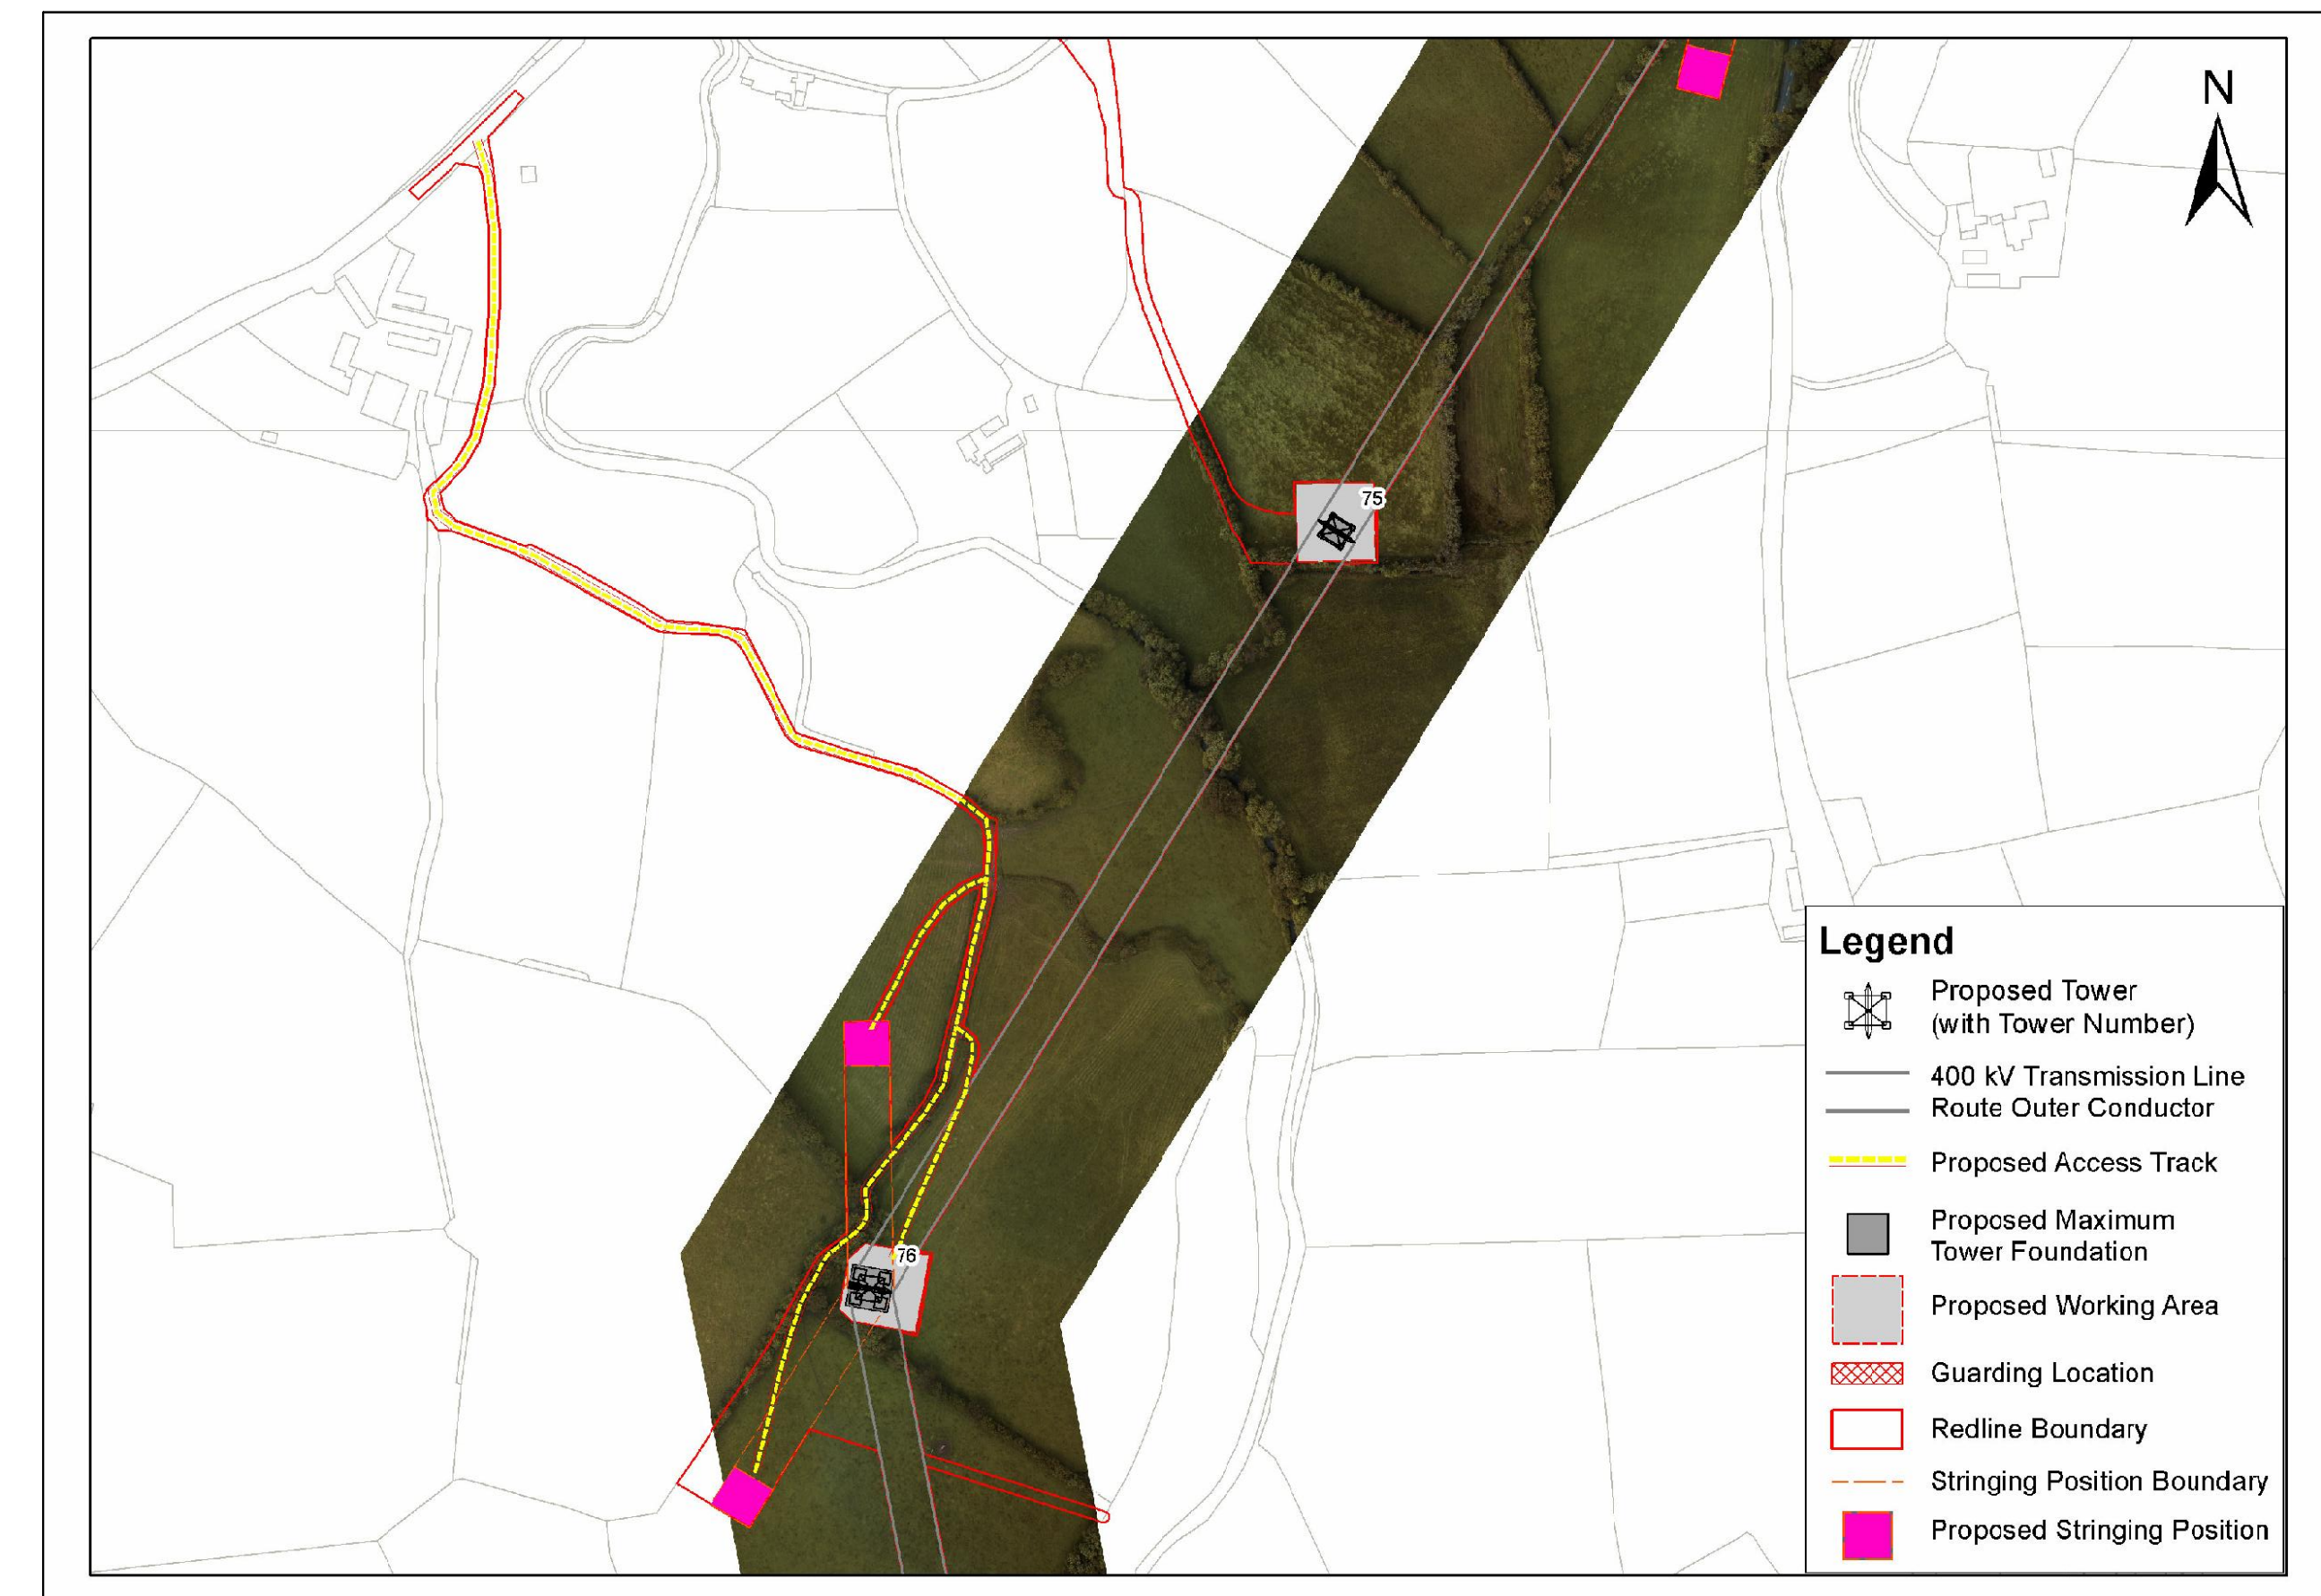 N
75
76
Legend
Proposed Tower
(with Tower Number)
400 kV Transmission Line
Route Outer Conductor
Proposed Access Track
Proposed Maximum
Tower Foundation
Proposed Working Area
Guarding Location
Redline Boundary
Stringing Position Boundary
Proposed Stringing Position